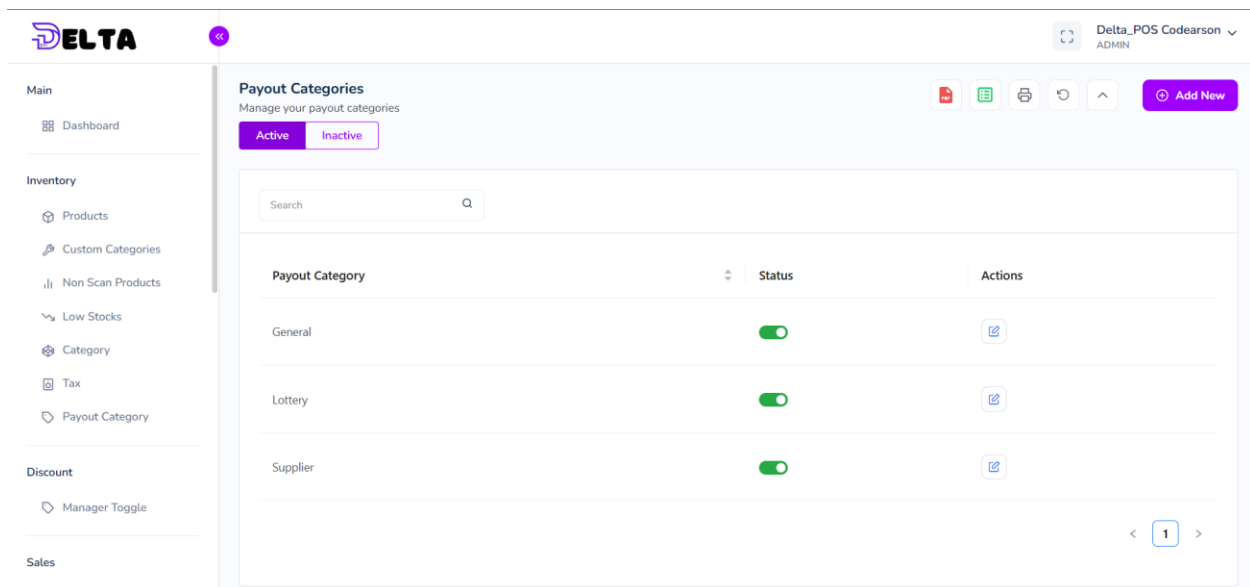 DELTA
Delta_POS Codearson
ADMIN
Main
Dashboard
Inventory
Products
Custom Categories
Non Scan Products
Low Stocks
Category
Tax
Payout Category
Discount
Manager Toggle
Sales
Payout Categories
Manage your payout categories
PDF
Add New
Active Inactive
Search
Payout Category Status Actions
General
Lottery
Supplier
1